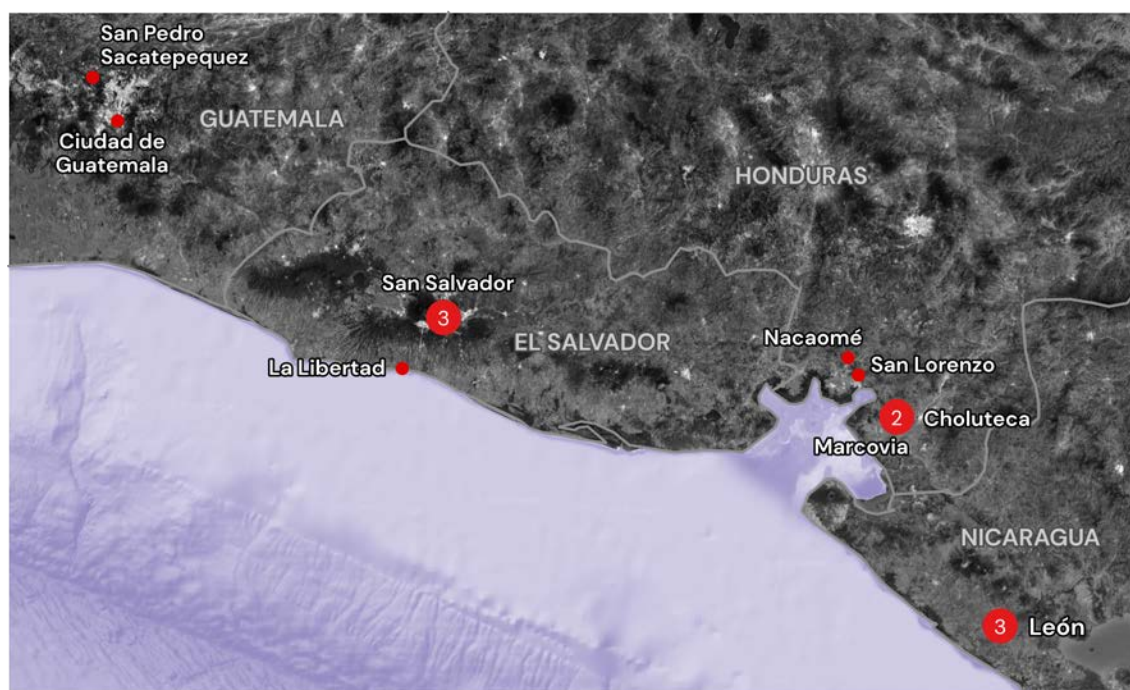 San Pedro
Sacatepequez
Ciudad de
Guatemala
GUATEMALA
HONDURAS
San Salvador
3
EL SALVADOR
La Libertad
Nacaomé
San Lorenzo
2
Choluteca
Marcovia
NICARAGUA
3
León